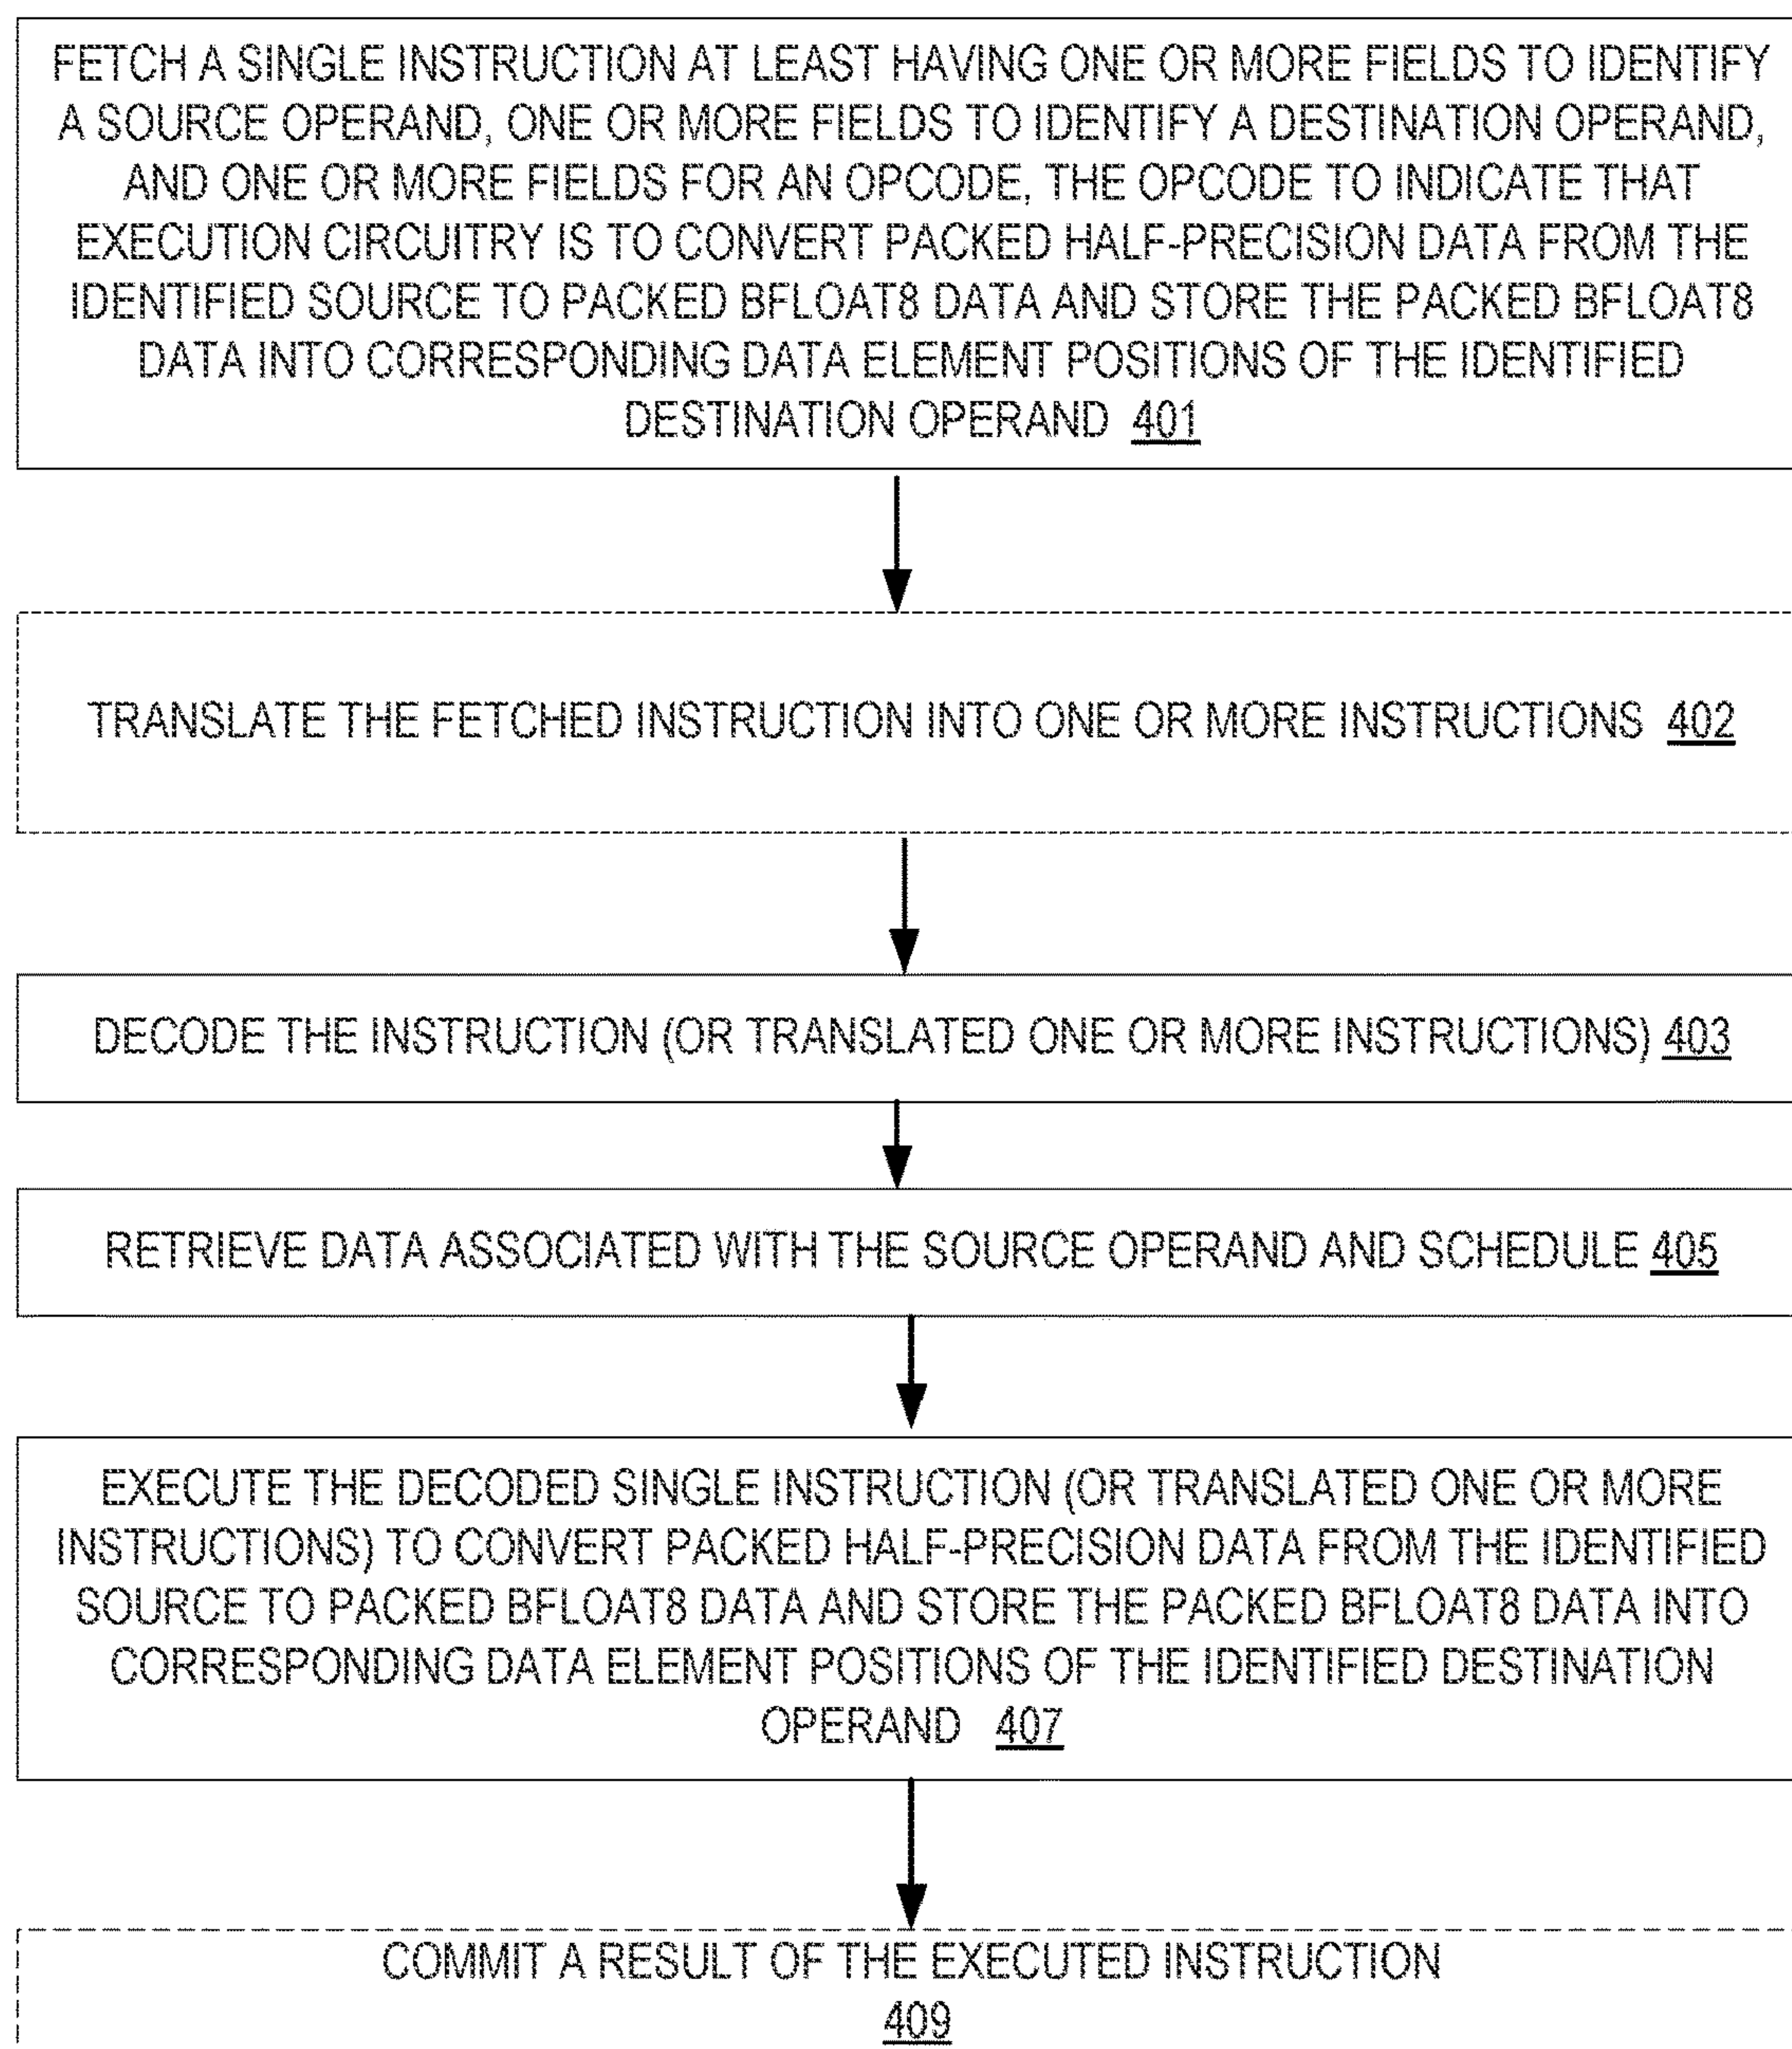 FETCH A SINGLE INSTRUCTION AT LEAST HAVING ONE OR MORE FIELDS TO IDENTIFY
A SOURCE OPERAND, ONE OR MORE FIELDS TO IDENTIFY A DESTINATION OPERAND,
AND ONE OR MORE FIELDS FOR AN OPCODE, THE OPCODE TO INDICATE THAT
EXECUTION CIRCUITRY IS TO CONVERT PACKED HALF-PRECISION DATA FROM THE
IDENTIFIED SOURCE TO PACKED BFLOAT8 DATA AND STORE THE PACKED BFLOAT8
DATA INTO CORRESPONDING DATA ELEMENT POSITIONS OF THE IDENTIFIED
DESTINATION OPERAND 401
TRANSLATE THE FETCHED INSTRUCTION INTO ONE OR MORE INSTRUCTIONS 402
DECODE THE INSTRUCTION (OR TRANSLATED ONE OR MORE INSTRUCTIONS) 403
RETRIEVE DATA ASSOCIATED WITH THE SOURCE OPERAND AND SCHEDULE 405
EXECUTE THE DECODED SINGLE INSTRUCTION (OR TRANSLATED ONE OR MORE
INSTRUCTIONS) TO CONVERT PACKED HALF-PRECISION DATA FROM THE IDENTIFIED
SOURCE TO PACKED BFLOAT8 DATA AND STORE THE PACKED BFLOAT8 DATA INTO
CORRESPONDING DATA ELEMENT POSITIONS OF THE IDENTIFIED DESTINATION
OPERAND 407
COMMIT A RESULT OF THE EXECUTED INSTRUCTION
409